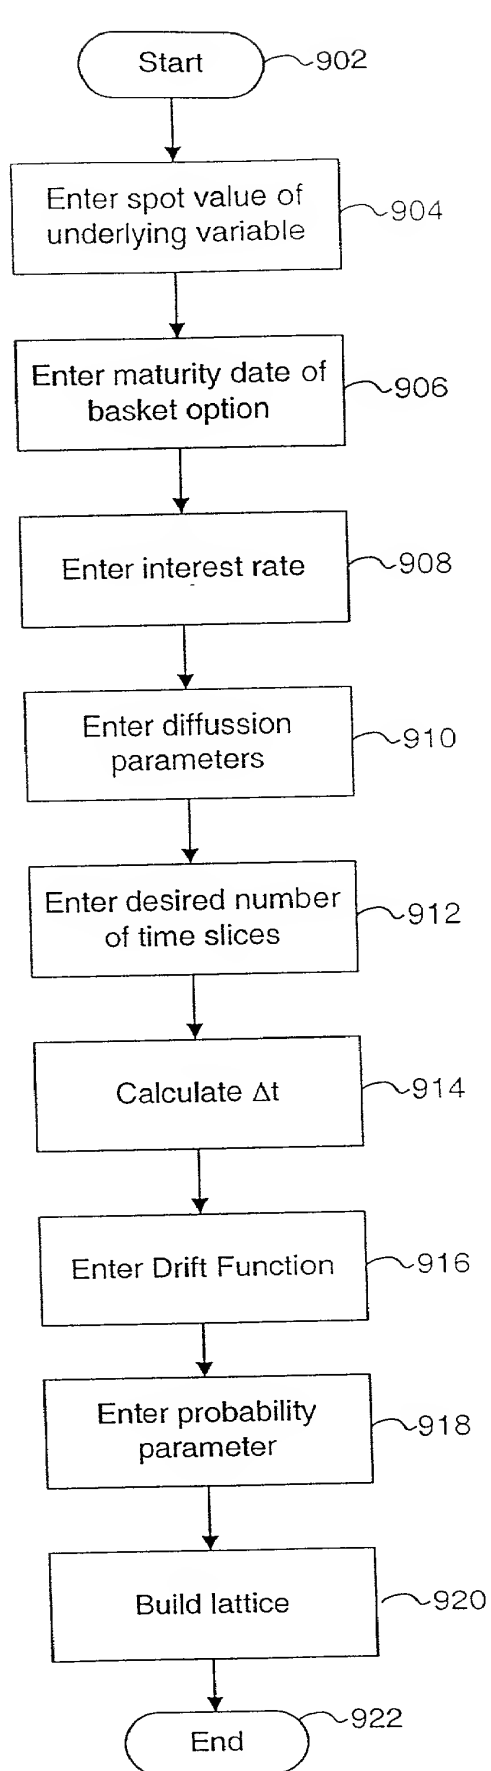 Start
902
Enter spot value of
underlying variable
904
Enter maturity date of
basket option
906
Enter interest rate
908
Enter diffussion
parameters
910
Enter desired number
of time slices
912
Calculate Δt
914
Enter Drift Function
916
Enter probability
parameter
918
Build lattice
920
End
922